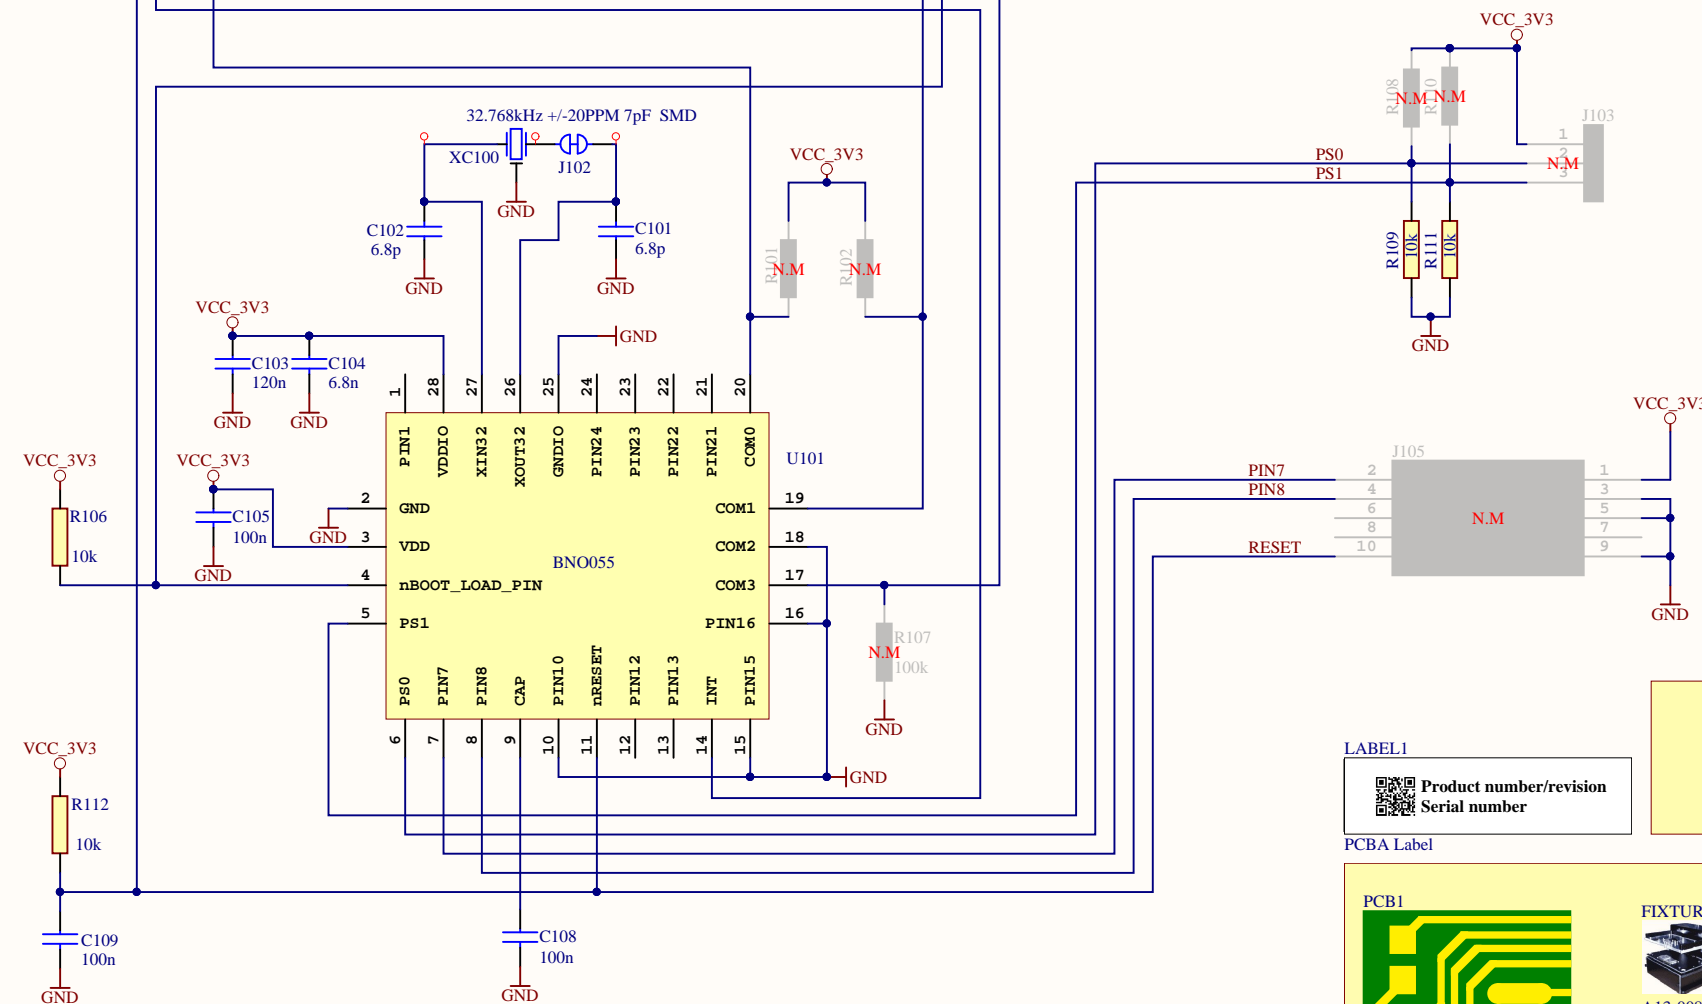 VCC_3V3
R108
N.M
R110
N.M
J103
1
2
N.M
3
PS0
PS1
R109
10k
R111
10k
GND
32.768kHz +/-20PPM 7pF  SMD
XC100
J102
GND
C102
6.8p
GND
C101
6.8p
GND
VCC_3V3
R101
N.M
R102
N.M
VCC_3V3
C103
120n
C104
6.8n
GND
GND
GND
1
28
27
26
25
24
23
22
21
20
PIN1
VDDIO
XIN32
XOUT32
GNDIO
PIN24
PIN23
PIN22
PIN21
COM0
U101
VCC_3V3
R106
10k
VCC_3V3
C105
100n
GND
GND
2
GND
3
VDD
4
nBOOT_LOAD_PIN
5
PS1
BNO055
COM1
19
COM2
18
COM3
17
PIN16
16
PS0
PIN7
PIN8
CAP
PIN10
nRESET
PIN12
PIN13
INT
PIN15
6
7
8
9
10
11
12
13
14
15
GND
R107
N.M
100k
GND
VCC_3V3
J105
PIN7
2
1
PIN8
4
3
6
5
N.M
8
7
RESET
10
9
GND
VCC_3V3
R112
10k
C109
100n
GND
C108
100n
GND
LABEL1
Product number/revision
Serial number
PCBA Label
PCB1
FIXTUR